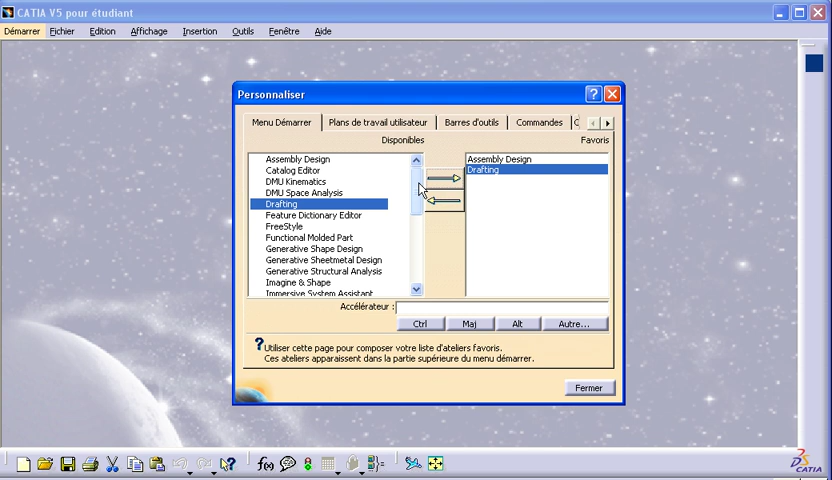 CATIA V5 pour étudiant
Démarrer Fichier Edition Affichage Insertion Outils Fenêtre Aide
Personnaliser
Menu Démarrer Plans de travail utilisateur Barres d'outils Commandes
Disponibles Favoris
Assembly Design
Catalog Editor
DMU Kinematics
DMU Space Analysis
Drafting
Feature Dictionary Editor
FreeStyle
Functional Molded Part
Generative Shape Design
Generative Sheetmetal Design
Generative Structural Analysis
Imagine & Shape
Immersive System Assistant
Assembly Design
Drafting
Accélérateur :
Ctrl Maj Alt Autre...
Utiliser cette page pour composer votre liste d'ateliers favoris.
Ces ateliers apparaissent dans la partie supérieure du menu démarrer.
Fermer
f(x)
CATIA